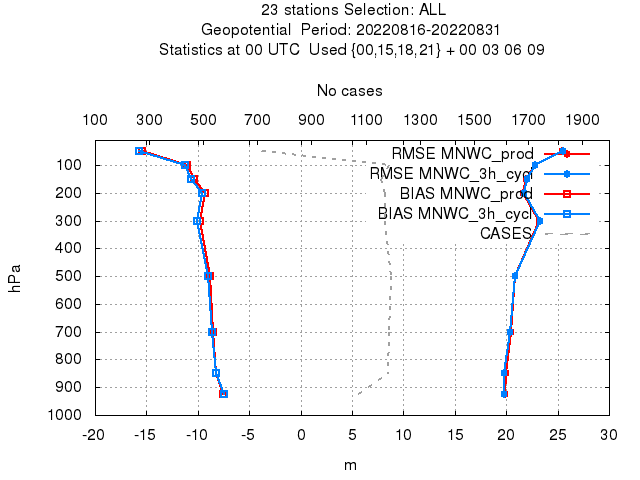 23 stations Selection: ALL
Geopotential  Period: 20220816-20220831
Statistics at 00 UTC  Used {00,15,18,21} + 00 03 06 09
No cases
100 300 500 700 900 1100 1300 1500 1700 1900
RMSE MNWC_prod
RMSE MNWC_3h_cycl
BIAS MNWC_prod
BIAS MNWC_3h_cycl
CASES
100
200
300
400
500
600
700
800
900
1000
hPa
-20 -15 -10 -5 0 5 10 15 20 25 30
m